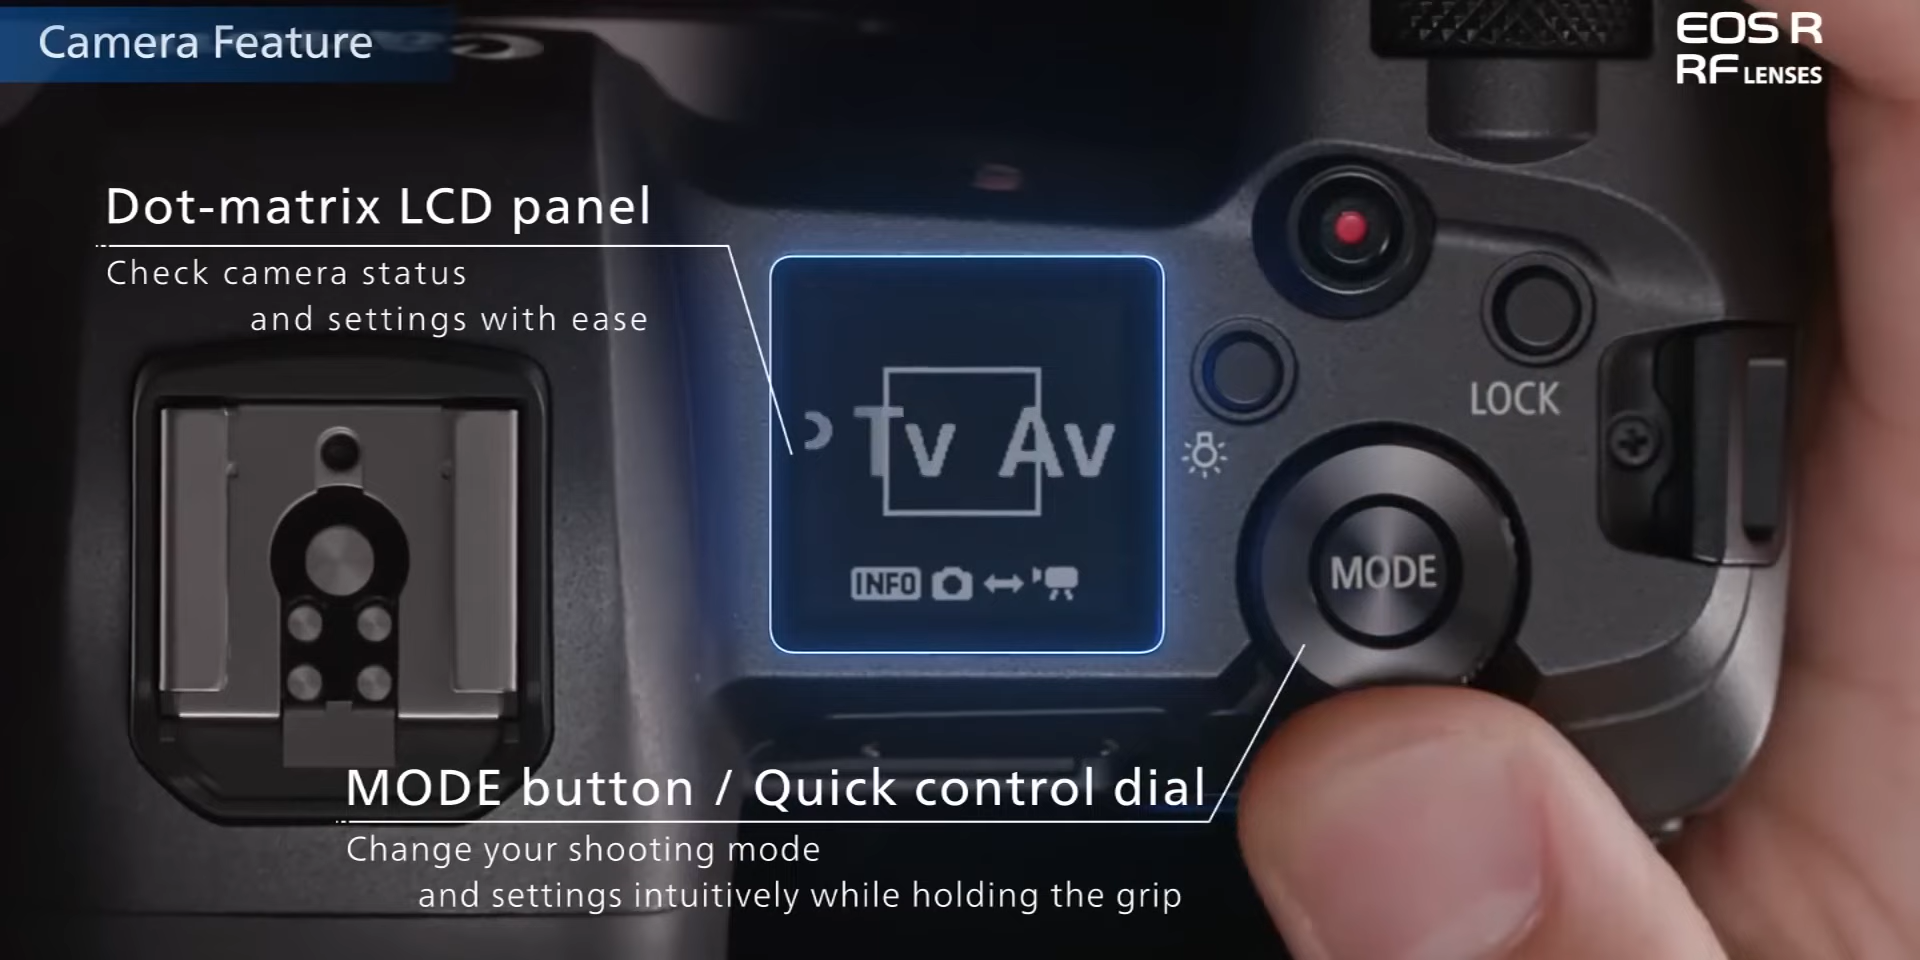 Camera Feature
EOS R
RF LENSES
Dot-matrix LCD panel
Check camera status
and settings with ease
Tv Av
INFO
LOCK
MODE
MODE button / Quick control dial
Change your shooting mode
and settings intuitively while holding the grip